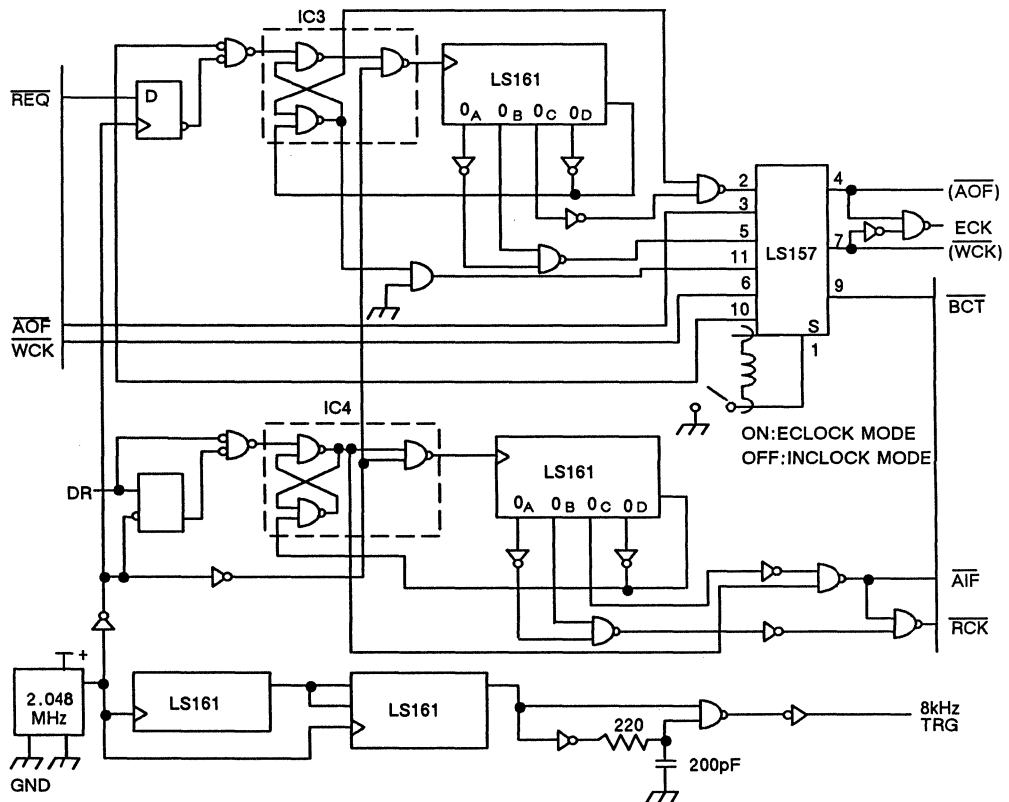 IC3
REQ
D
LS161
0A 0B 0C 0D
2
3
5
11
6
10
LS157
4
7
9
S
1
(AOF)
ECK
(WCK)
BCT
AOF
WCK
IC4
ON:ECLOCK MODE
OFF:INCLOCK MODE
DR
LS161
0A 0B 0C 0D
AIF
RCK
+
2.048
MHz
GND
LS161
LS161
220
200pF
8kHz
TRG